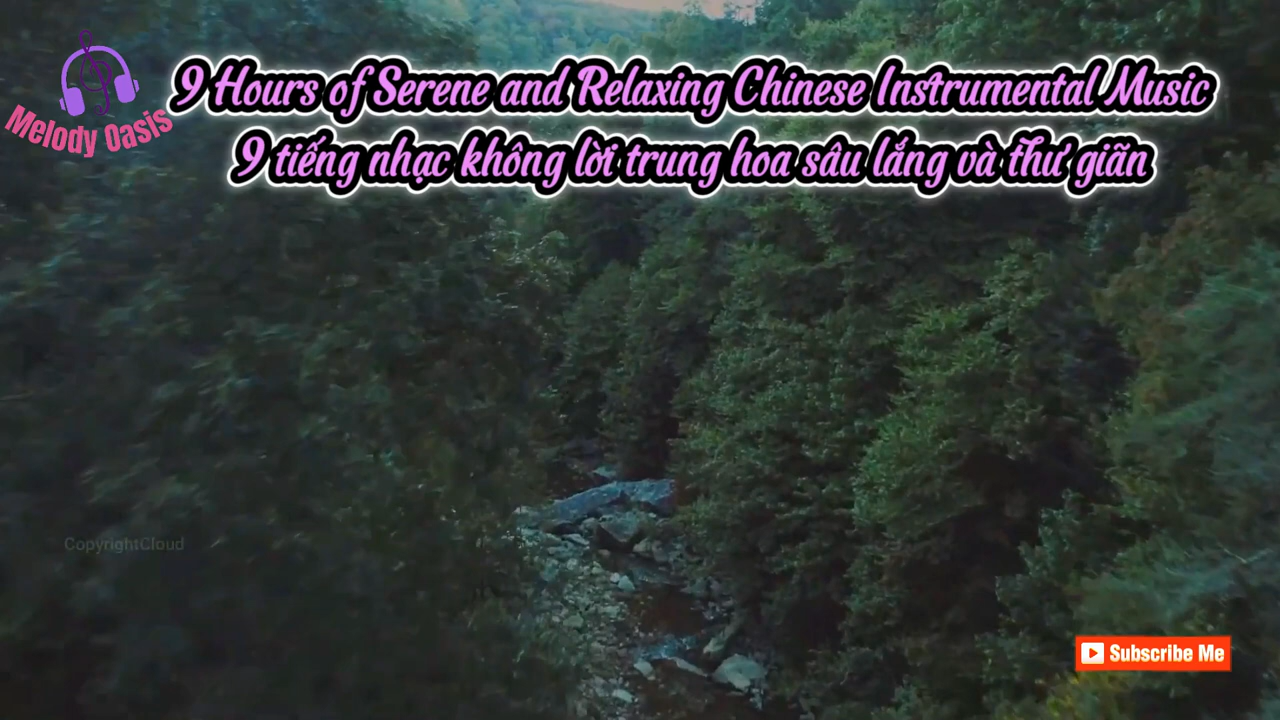 9 Hours of Serene and Relaxing Chinese Instrumental Music
9 tiếng nhạc không lời trung hoa sâu lắng và thư giãn
Melody Oasis
CopyrightCloud
Subscribe Me